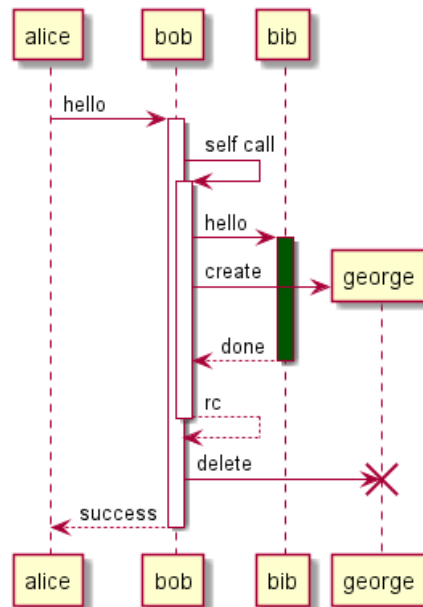 alice
bob
bib
hello
self call
hello
create
george
done
rc
delete
success
alice
bob
bib
george